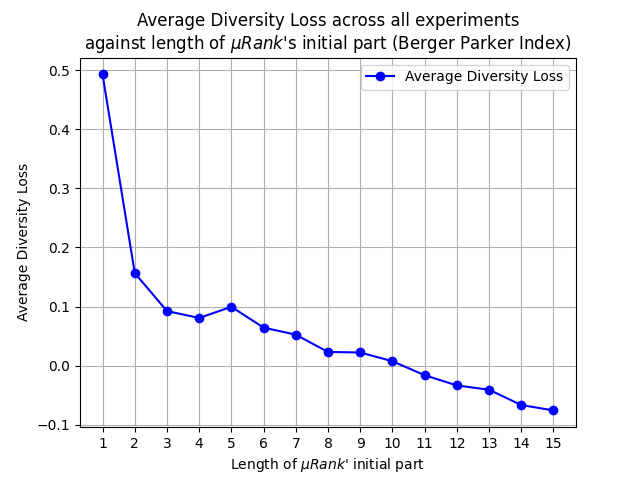 Average Diversity Loss across all experiments
against length of μRank's initial part (Berger Parker Index)
Average Diversity Loss
Average Diversity Loss
0.5
0.4
0.3
0.2
0.1
0.0
−0.1
1 2 3 4 5 6 7 8 9 10 11 12 13 14 15
Length of μRank' initial part